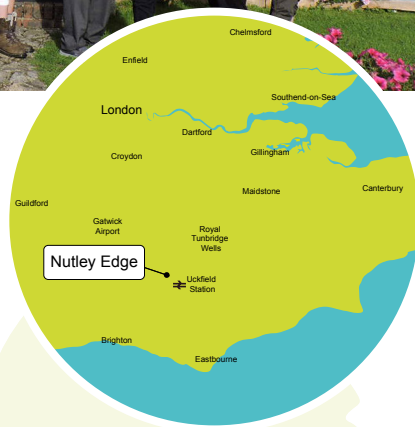 Chelmsford
Enfield
Southend-on-Sea
London
Dartford
Gillingham
Croydon
Maidstone
Canterbury
Guildford
Gatwick
Airport
Royal
Tunbridge
Wells
Nutley Edge
Uckfield
Station
Brighton
Eastbourne